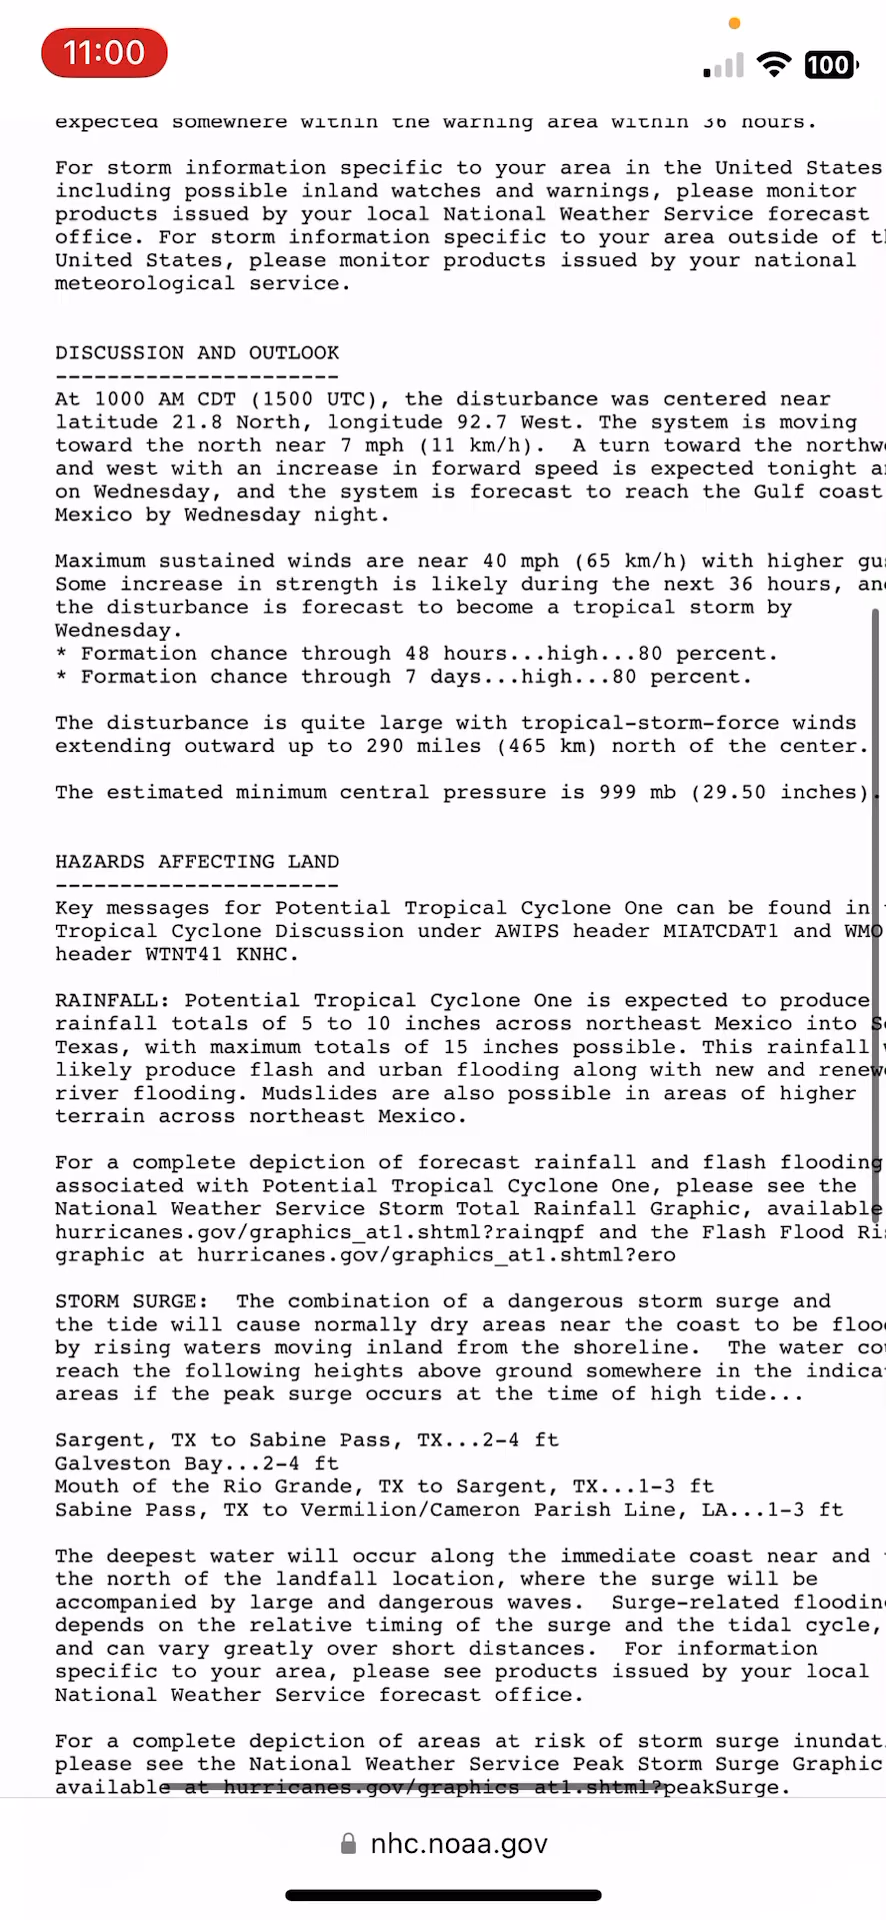 11:00
100
expected somewhere within the warning area within 36 hours.
For storm information specific to your area in the United States
including possible inland watches and warnings, please monitor
products issued by your local National Weather Service forecast
office. For storm information specific to your area outside of
United States, please monitor products issued by your national
meteorological service.
DISCUSSION AND OUTLOOK
----------------------
At 1000 AM CDT (1500 UTC), the disturbance was centered near
latitude 21.8 North, longitude 92.7 West. The system is moving
toward the north near 7 mph (11 km/h). A turn toward the
and west with an increase in forward speed is expected tonight
on Wednesday, and the system is forecast to reach the Gulf coast
Mexico by Wednesday night.
Maximum sustained winds are near 40 mph (65 km/h) with higher
Some increase in strength is likely during the next 36 hours,
the disturbance is forecast to become a tropical storm by
Wednesday.
* Formation chance through 48 hours...high...80 percent.
* Formation chance through 7 days...high...80 percent.
The disturbance is quite large with tropical-storm-force winds
extending outward up to 290 miles (465 km) north of the center.
The estimated minimum central pressure is 999 mb (29.50 inches).
HAZARDS AFFECTING LAND
----------------------
Key messages for Potential Tropical Cyclone One can be found in
Tropical Cyclone Discussion under AWIPS header MIATCDAT1 and WMO
header WTNT41 KNHC.
RAINFALL: Potential Tropical Cyclone One is expected to produce
rainfall totals of 5 to 10 inches across northeast Mexico into
Texas, with maximum totals of 15 inches possible. This rainfall
likely produce flash and urban flooding along with new and
river flooding. Mudslides are also possible in areas of higher
terrain across northeast Mexico.
For a complete depiction of forecast rainfall and flash flooding
associated with Potential Tropical Cyclone One, please see the
National Weather Service Storm Total Rainfall Graphic, available
hurricanes.gov/graphics_at1.shtml?rainqpf and the Flash Flood
graphic at hurricanes.gov/graphics_at1.shtml?ero
STORM SURGE: The combination of a dangerous storm surge and
the tide will cause normally dry areas near the coast to be
by rising waters moving inland from the shoreline. The water
reach the following heights above ground somewhere in the
areas if the peak surge occurs at the time of high tide...
Sargent, TX to Sabine Pass, TX...2-4 ft
Galveston Bay...2-4 ft
Mouth of the Rio Grande, TX to Sargent, TX...1-3 ft
Sabine Pass, TX to Vermilion/Cameron Parish Line, LA...1-3 ft
The deepest water will occur along the immediate coast near and
the north of the landfall location, where the surge will be
accompanied by large and dangerous waves. Surge-related
depends on the relative timing of the surge and the tidal cycle,
and can vary greatly over short distances. For information
specific to your area, please see products issued by your local
National Weather Service forecast office.
For a complete depiction of areas at risk of storm surge
please see the National Weather Service Peak Storm Surge Graphic
available at hurricanes.gov/graphics_at1.shtml?peakSurge.
nhc.noaa.gov